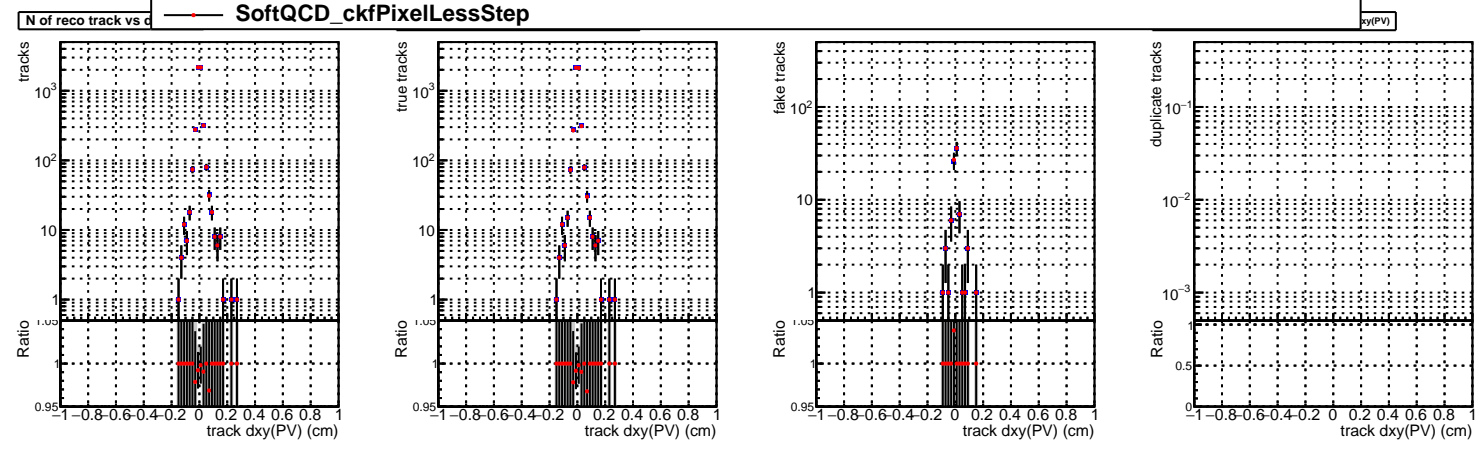 SoftQCD_ckfPixelLessStep
N of reco track vs d
xy(PV)
tracks
10³
10²
10
1
Ratio
1.05
1
0.95
−1 −0.8 −0.6 −0.4 −0.2 0 0.2 0.4 0.6 0.8 1
track dxy(PV) (cm)
true tracks
10³
10²
10
1
Ratio
1.05
1
0.95
−1 −0.8 −0.6 −0.4 −0.2 0 0.2 0.4 0.6 0.8 1
track dxy(PV) (cm)
fake tracks
10²
10
1
Ratio
1.05
1
0.95
−1 −0.8 −0.6 −0.4 −0.2 0 0.2 0.4 0.6 0.8 1
track dxy(PV) (cm)
duplicate tracks
10⁻¹
10⁻²
10⁻³
Ratio
1
0.5
0
−1 −0.8 −0.6 −0.4 −0.2 0 0.2 0.4 0.6 0.8 1
track dxy(PV) (cm)